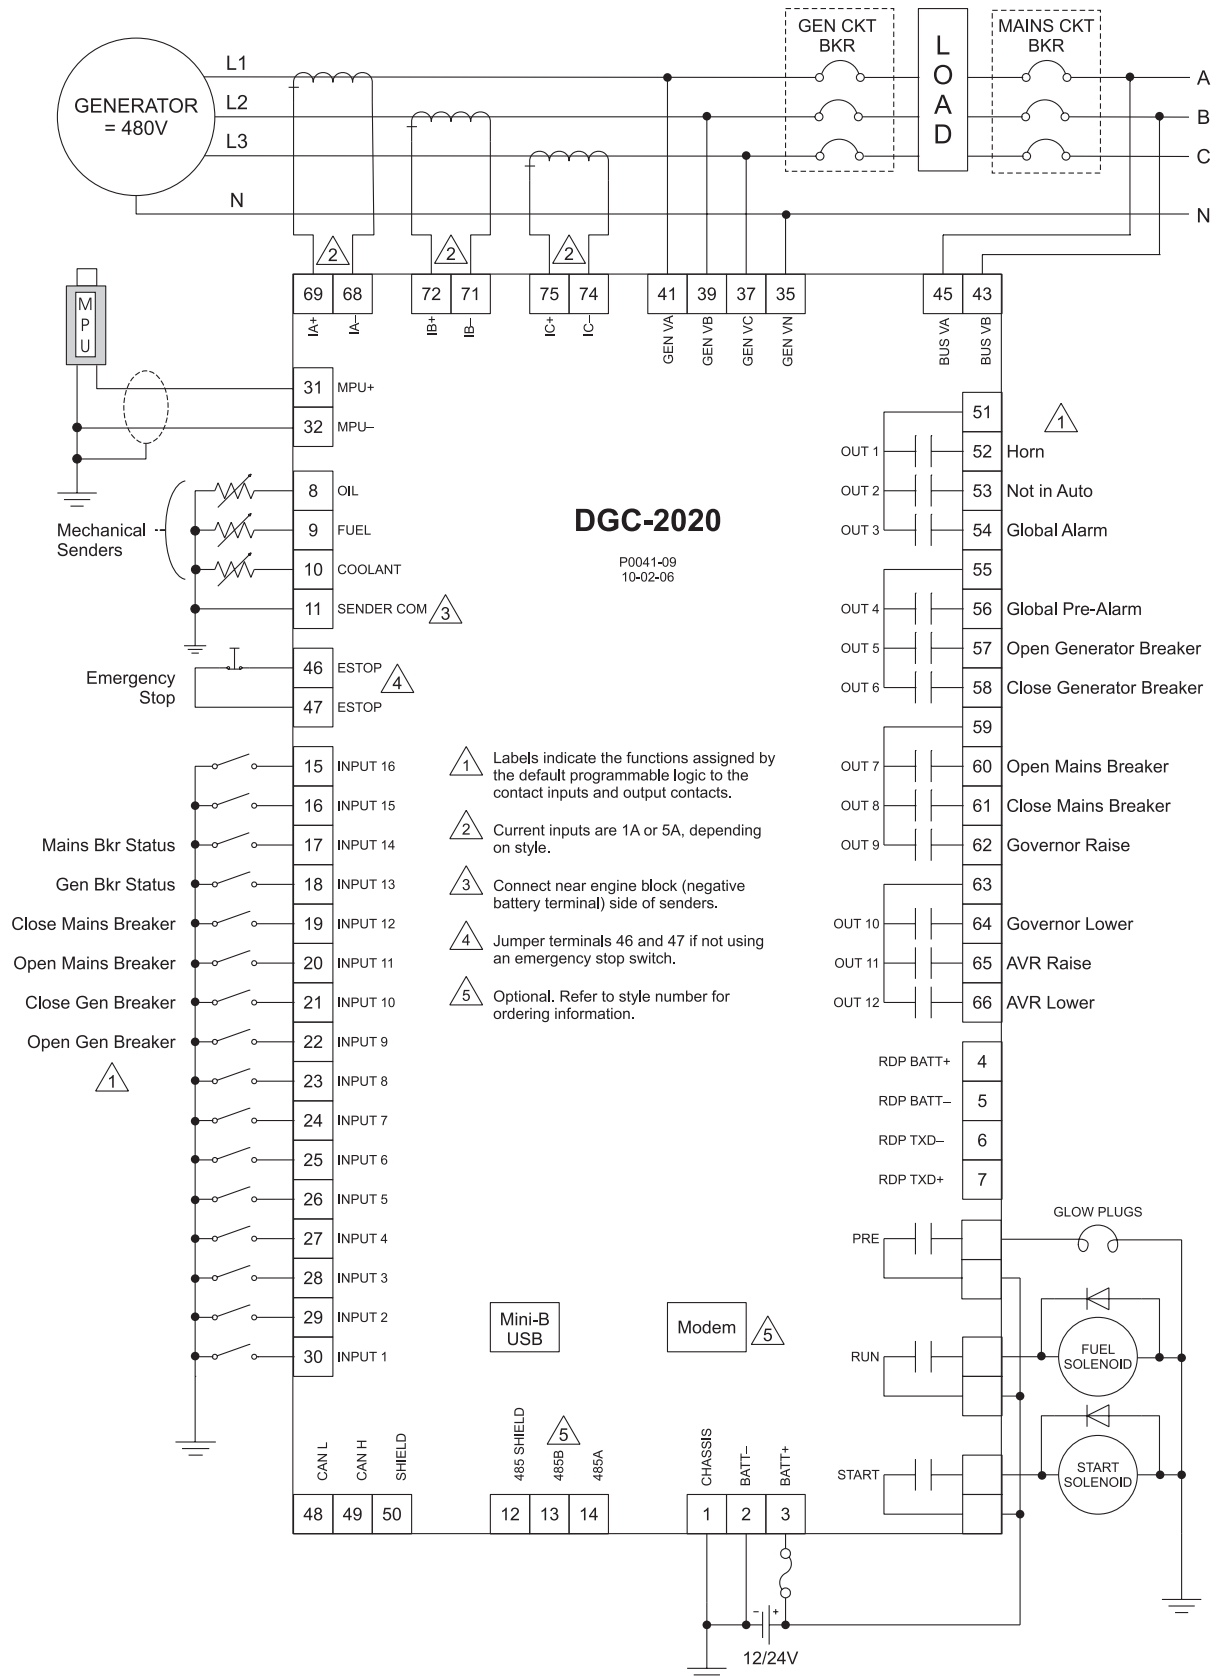 GEN CKT
BKR
LOAD
MAINS CKT
BKR
GENERATOR
= 480V
L1
L2
L3
N
A
B
C
N
2
2
2
69
68
72
71
75
74
41
39
37
35
45
43
IA+
IA–
IB+
IB–
IC+
IC–
GEN VA
GEN VB
GEN VC
GEN VN
BUS VA
BUS VB
MPU
31 MPU+
32 MPU–
Mechanical
Senders
8 OIL
9 FUEL
10 COOLANT
11 SENDER COM 3
Emergency
Stop
46 ESTOP
4
47 ESTOP
15 INPUT 16
16 INPUT 15
Mains Bkr Status 17 INPUT 14
Gen Bkr Status 18 INPUT 13
Close Mains Breaker 19 INPUT 12
Open Mains Breaker 20 INPUT 11
Close Gen Breaker 21 INPUT 10
Open Gen Breaker 22 INPUT 9
1
23 INPUT 8
24 INPUT 7
25 INPUT 6
26 INPUT 5
27 INPUT 4
28 INPUT 3
29 INPUT 2
30 INPUT 1
DGC-2020
P0041-09
10-02-06
1 Labels indicate the functions assigned by
the default programmable logic to the
contact inputs and output contacts.
2 Current inputs are 1A or 5A, depending
on style.
3 Connect near engine block (negative
battery terminal) side of senders.
4 Jumper terminals 46 and 47 if not using
an emergency stop switch.
5 Optional. Refer to style number for
ordering information.
51
1
OUT 1 52 Horn
OUT 2 53 Not in Auto
OUT 3 54 Global Alarm
55
OUT 4 56 Global Pre-Alarm
OUT 5 57 Open Generator Breaker
OUT 6 58 Close Generator Breaker
59
OUT 7 60 Open Mains Breaker
OUT 8 61 Close Mains Breaker
OUT 9 62 Governor Raise
63
OUT 10 64 Governor Lower
OUT 11 65 AVR Raise
OUT 12 66 AVR Lower
RDP BATT+ 4
RDP BATT– 5
RDP TXD– 6
RDP TXD+ 7
GLOW PLUGS
PRE
RUN
FUEL
SOLENOID
START
START
SOLENOID
Mini-B
USB
Modem
5
CAN L
CAN H
SHIELD
485 SHIELD
485B
485A
5
CHASSIS
BATT–
BATT+
48
49
50
12
13
14
1
2
3
- +
12/24V